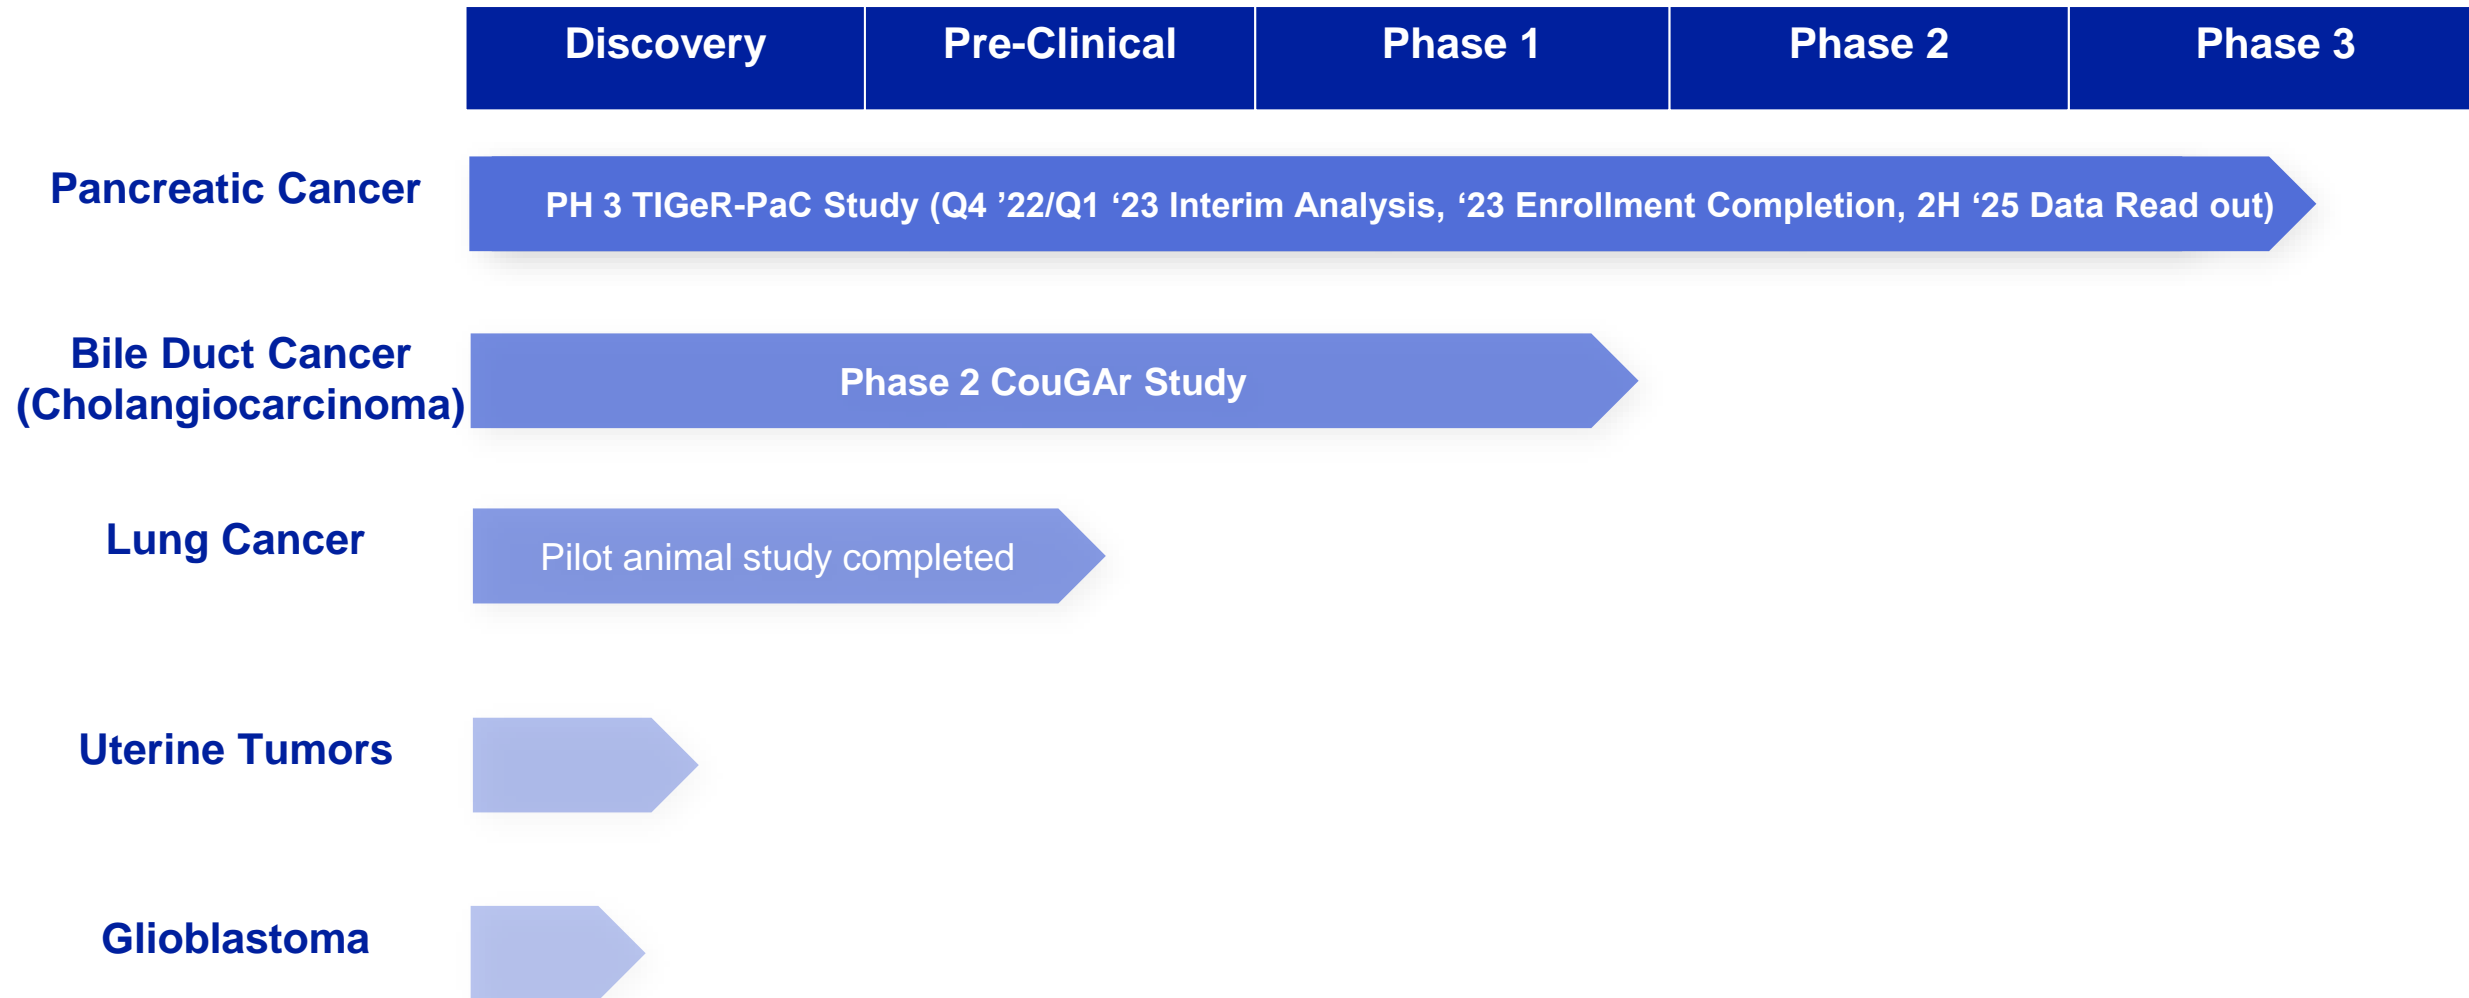 Discovery Pre-Clinical Phase 1 Phase 2 Phase 3
Pancreatic Cancer
PH 3 TIGeR-PaC Study (Q4 ’22/Q1 ‘23 Interim Analysis, ‘23 Enrollment Completion, 2H ‘25 Data Read out)
Bile Duct Cancer
(Cholangiocarcinoma)
Phase 2 CouGAr Study
Lung Cancer
Pilot animal study completed
Uterine Tumors
Glioblastoma